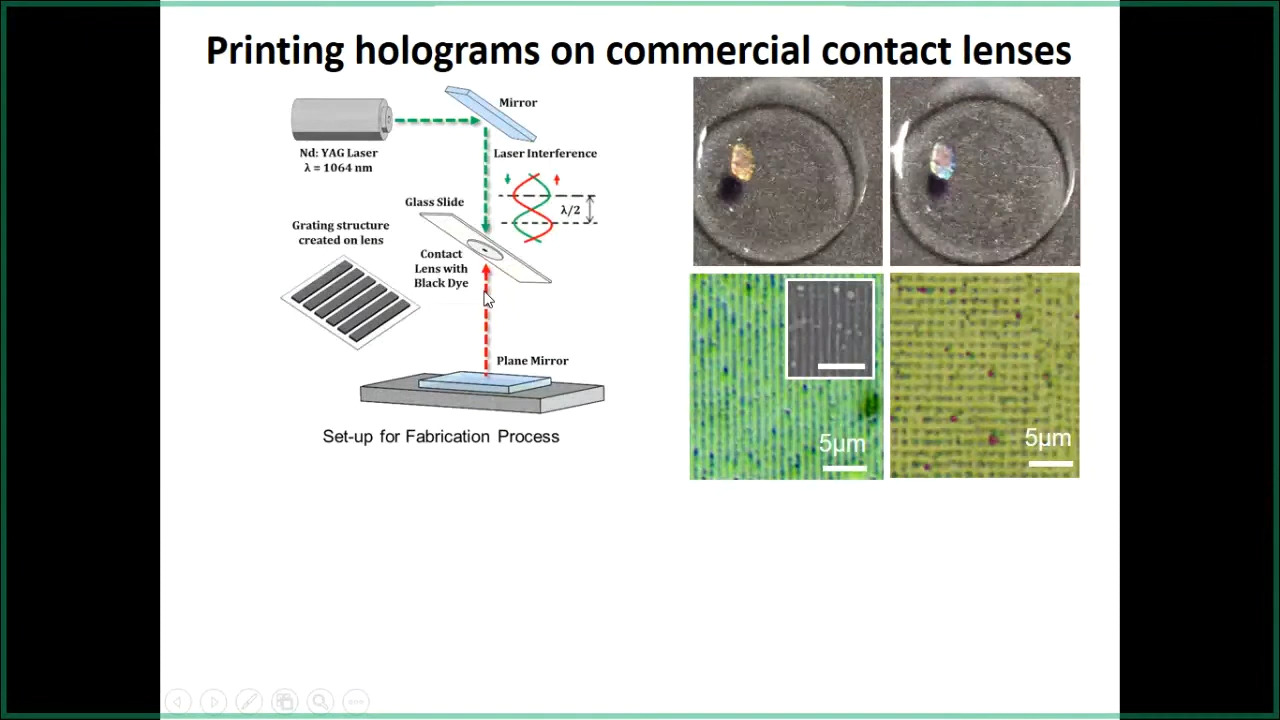 Printing holograms on commercial contact lenses
Mirror
Nd: YAG Laser
λ = 1064 nm
Laser Interference
λ/2
Glass Slide
Grating structure
created on lens
Contact
Lens with
Black Dye
Plane Mirror
Set-up for Fabrication Process
5µm
5µm